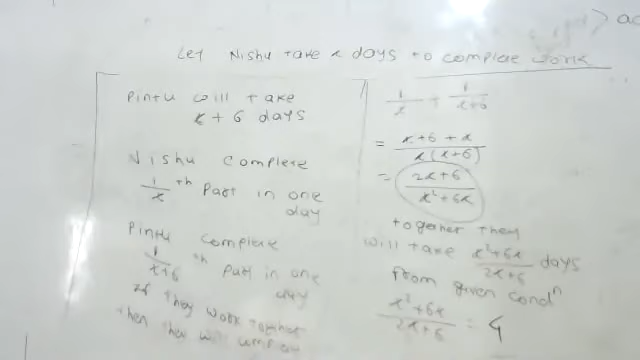 Let Nishu take x days to complete work
Pintu will take
x + 6 days
Nishu complete
1/x th part in one
day
Pintu complete
1/x+6 th part in one
day
If they work together
then they will complete
1/x + 1/x+6
= x+6+x/x(x+6)
= 2x+6/x²+6x
together they
will take x²+6x/2x+6 days
From given condn
x²+6x/2x+6 = 4